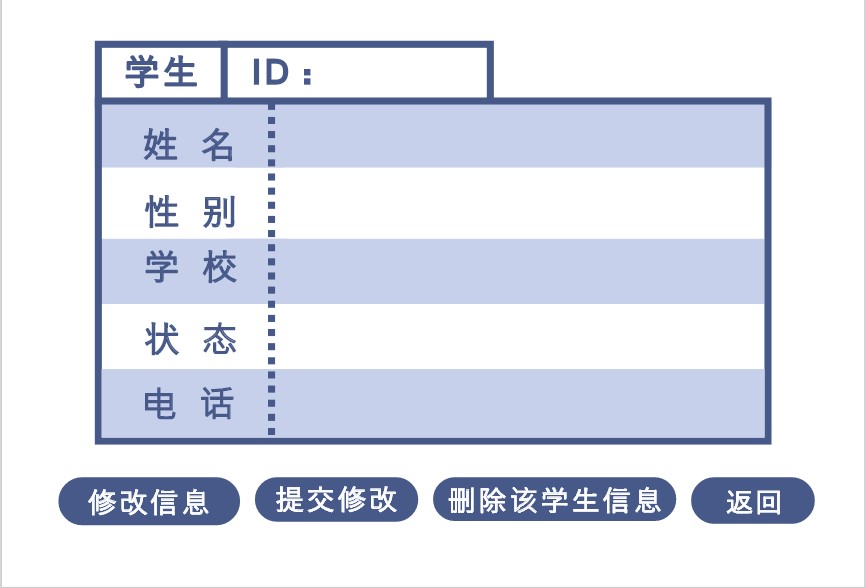 学生 ID：
姓 名
性 别
学 校
状 态
电 话
修改信息 提交修改 删除该学生信息 返回